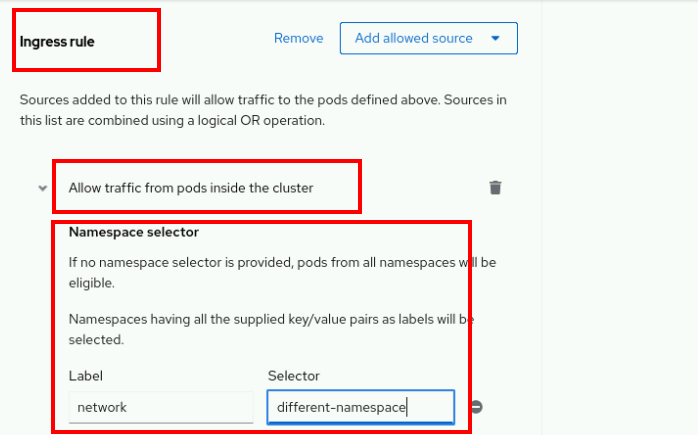 Ingress rule
Remove
Add allowed source
Sources added to this rule will allow traffic to the pods defined above. Sources in
this list are combined using a logical OR operation.
Allow traffic from pods inside the cluster
Namespace selector
If no namespace selector is provided, pods from all namespaces will be
eligible.
Namespaces having all the supplied key/value pairs as labels will be
selected.
Label
Selector
network
different-namespace